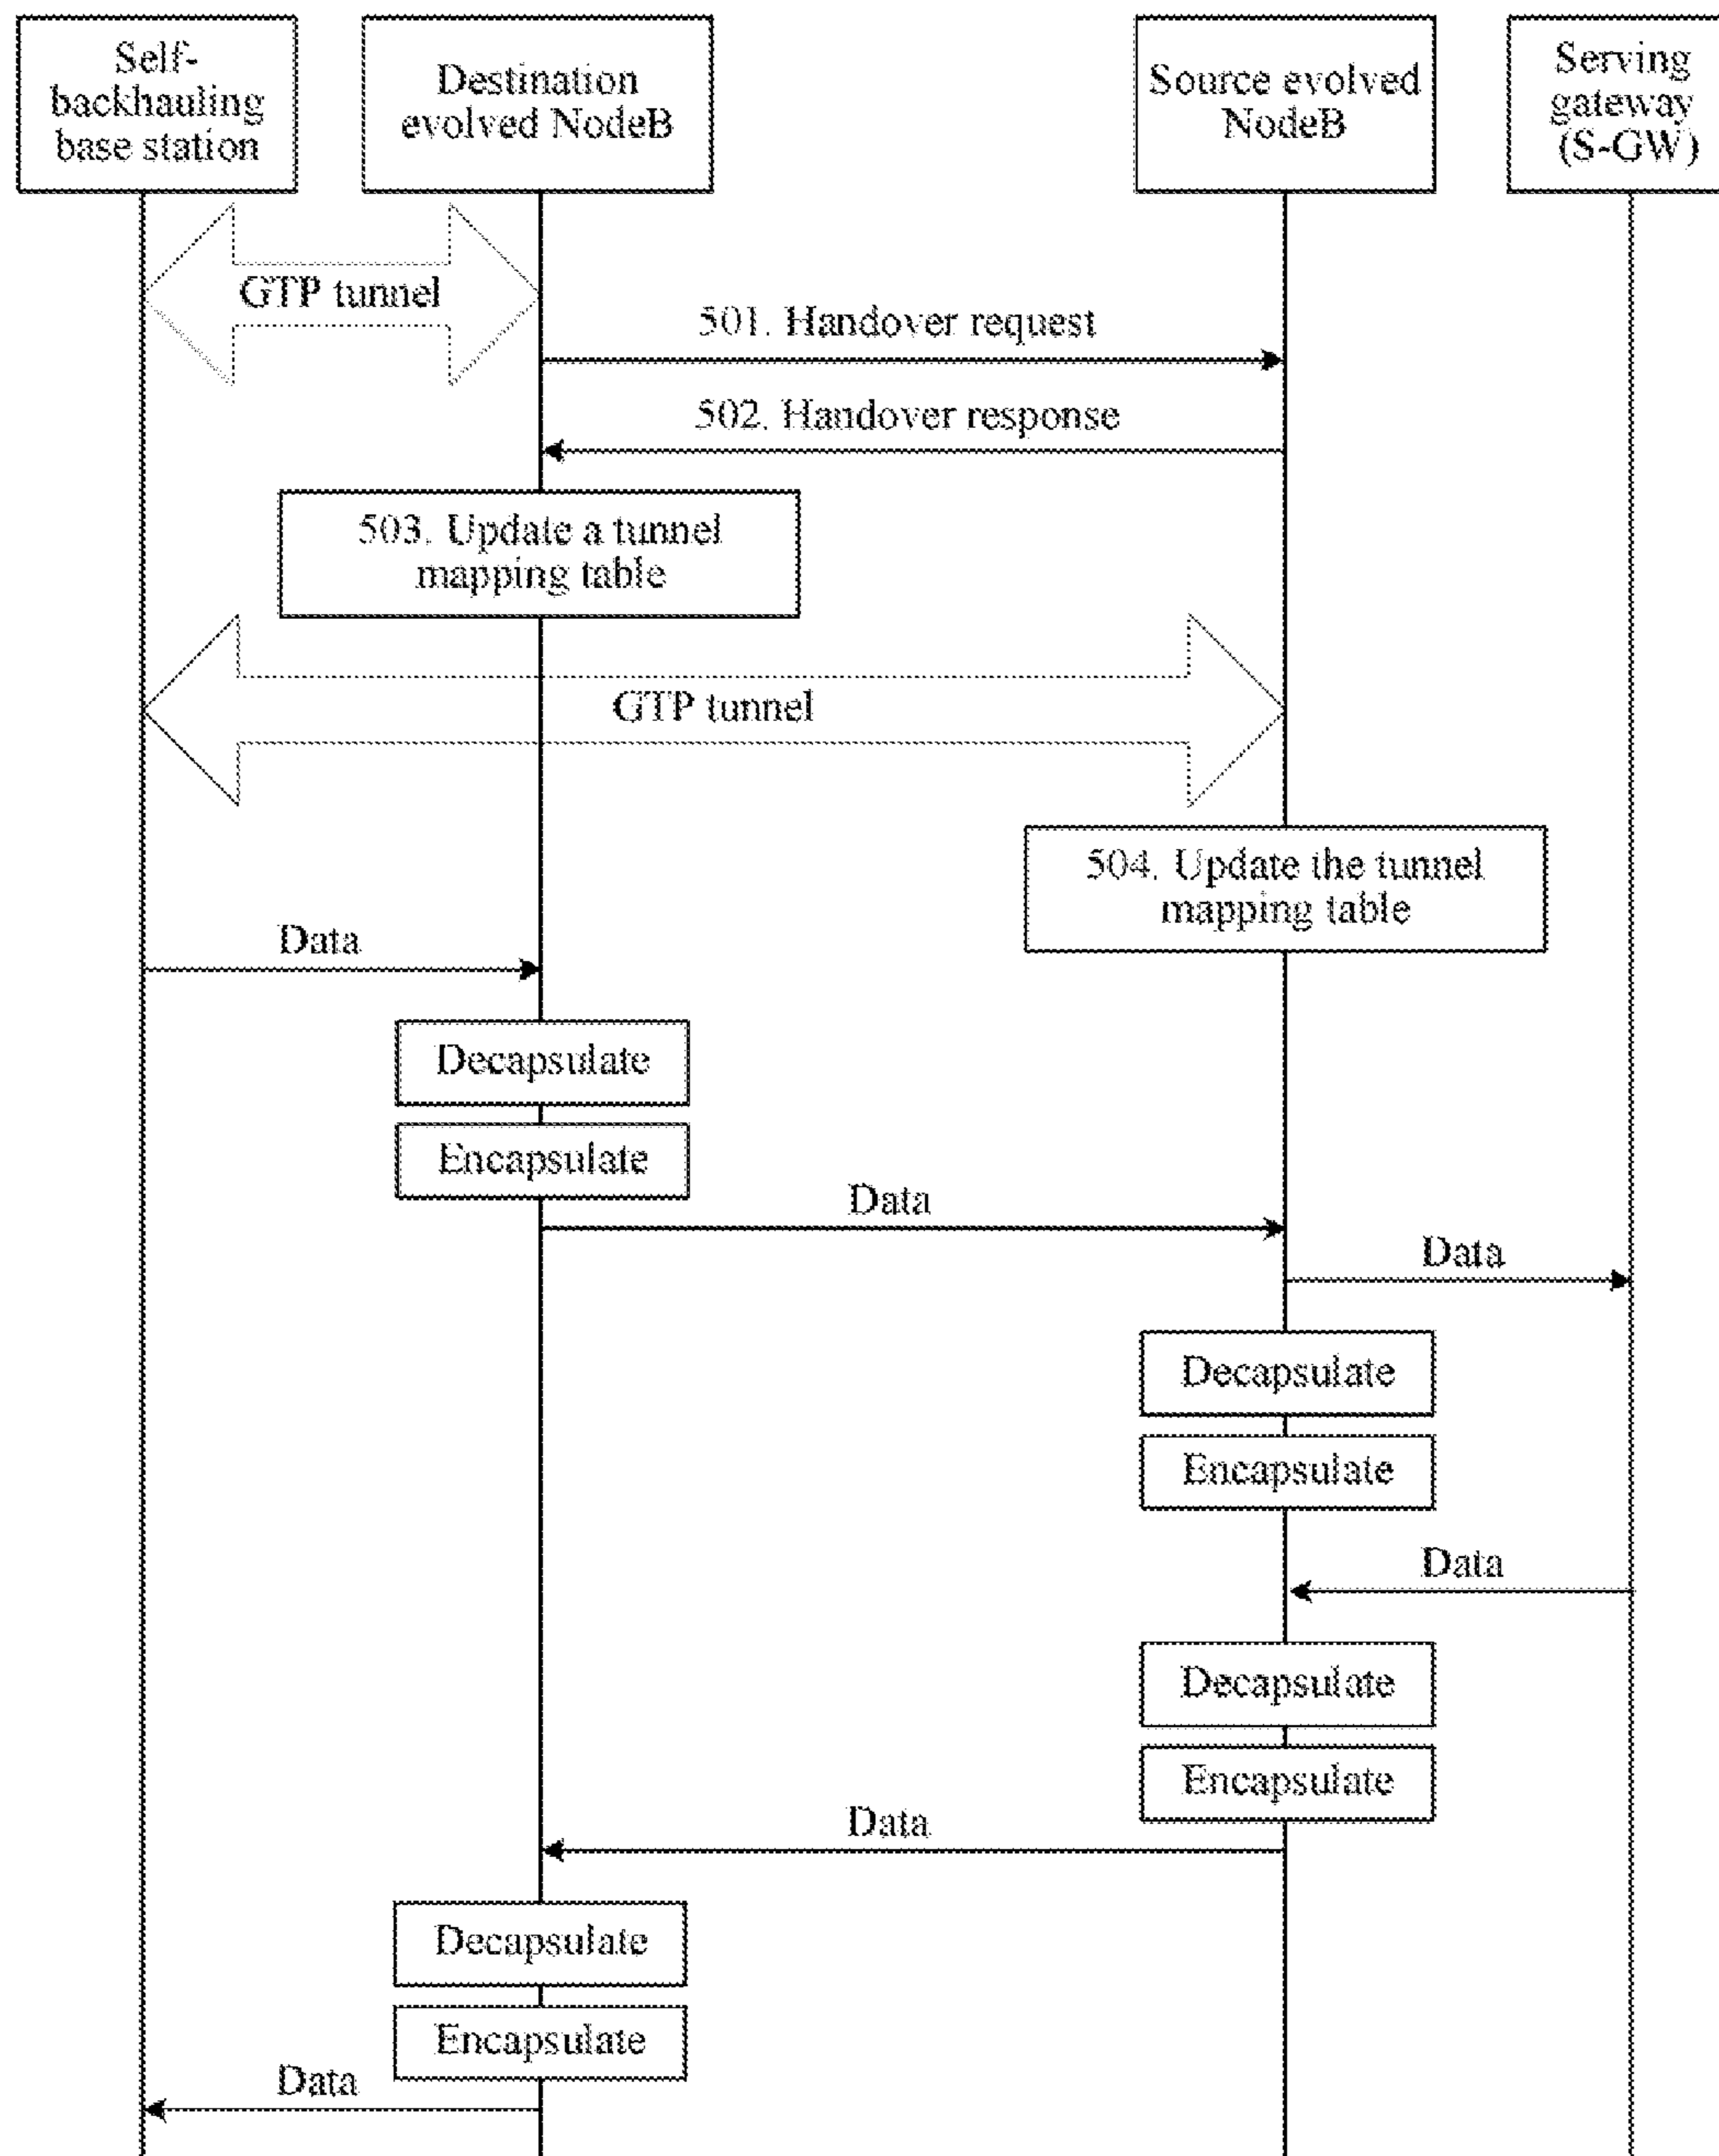 Self-
backhauling
base station
Destination
evolved NodeB
Source evolved
NodeB
Serving
gateway
(S-GW)
GTP tunnel
501. Handover request
502. Handover response
503. Update a tunnel
mapping table
GTP tunnel
504. Update the tunnel
mapping table
Data
Decapsulate
Encapsulate
Data
Data
Decapsulate
Encapsulate
Data
Decapsulate
Encapsulate
Data
Decapsulate
Encapsulate
Data